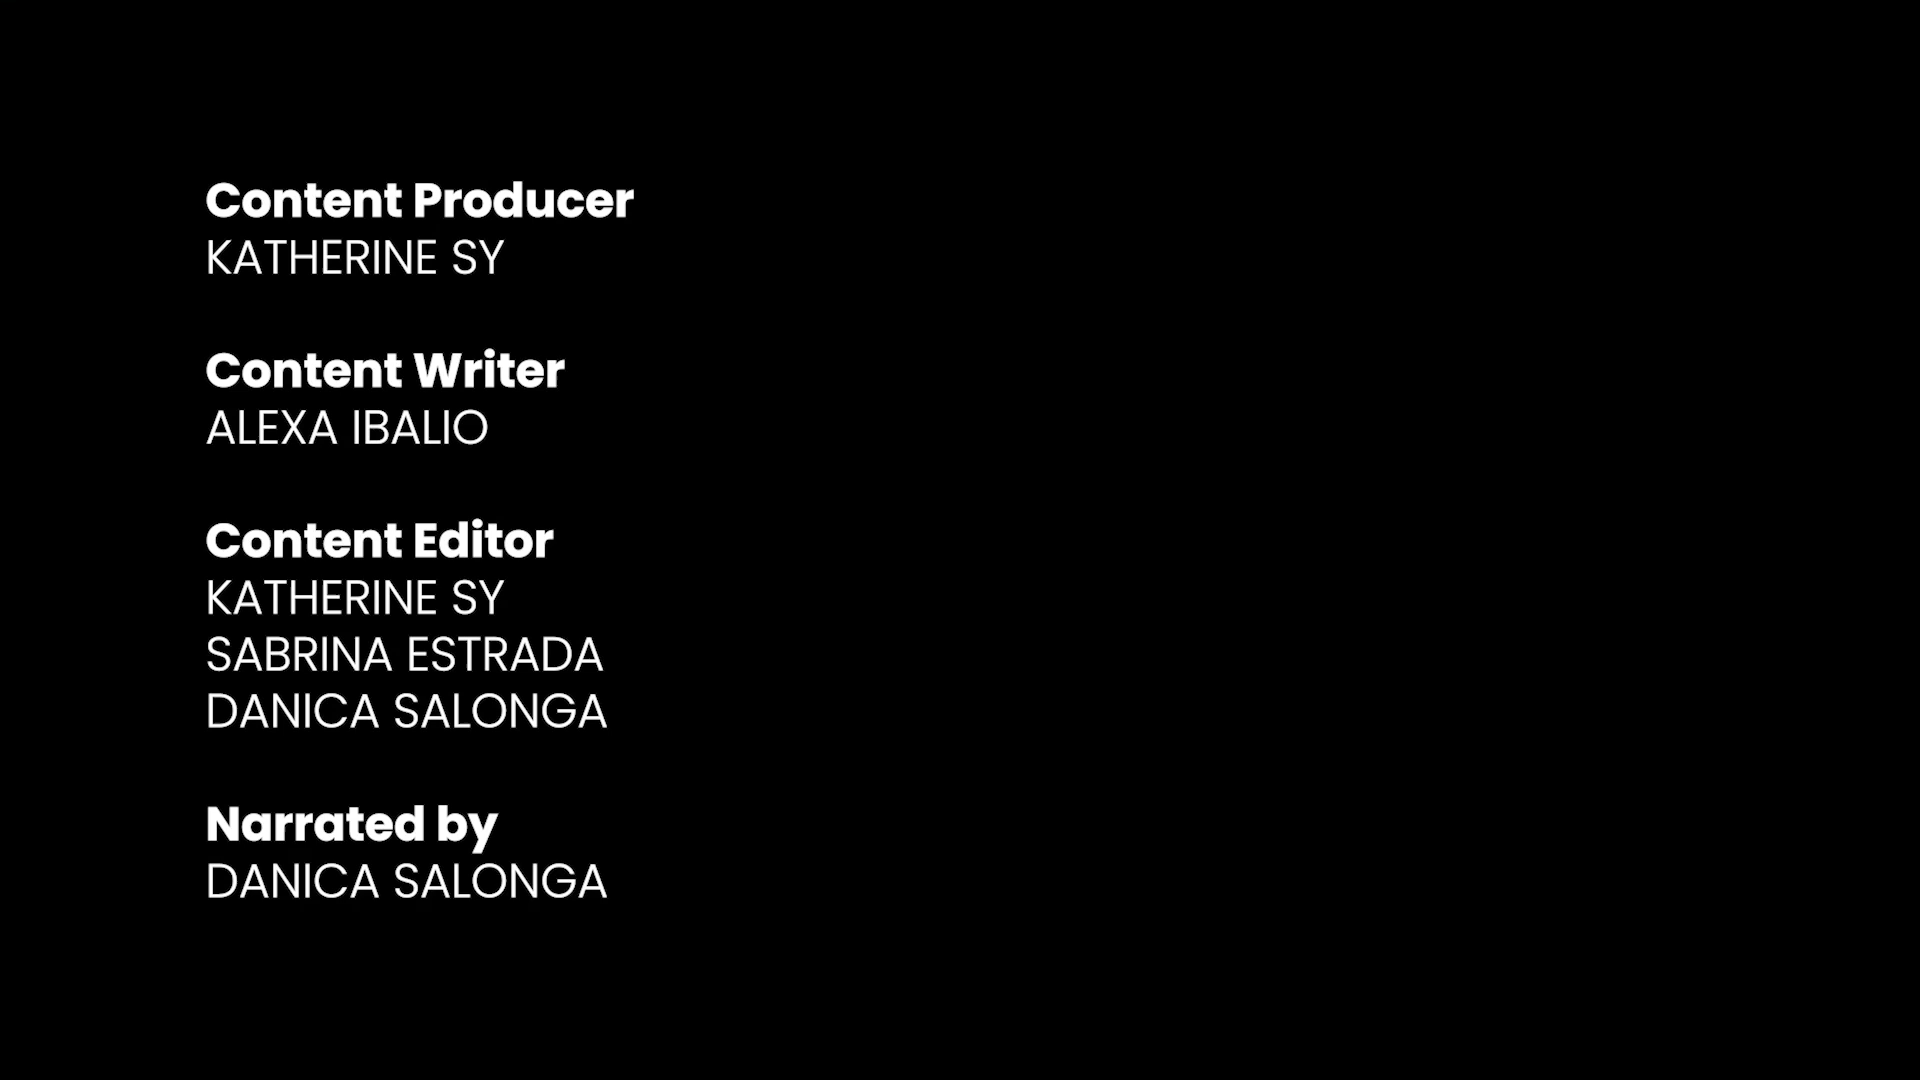 Content Producer
KATHERINE SY
Content Writer
ALEXA IBALIO
Content Editor
KATHERINE SY
SABRINA ESTRADA
DANICA SALONGA
Narrated by
DANICA SALONGA